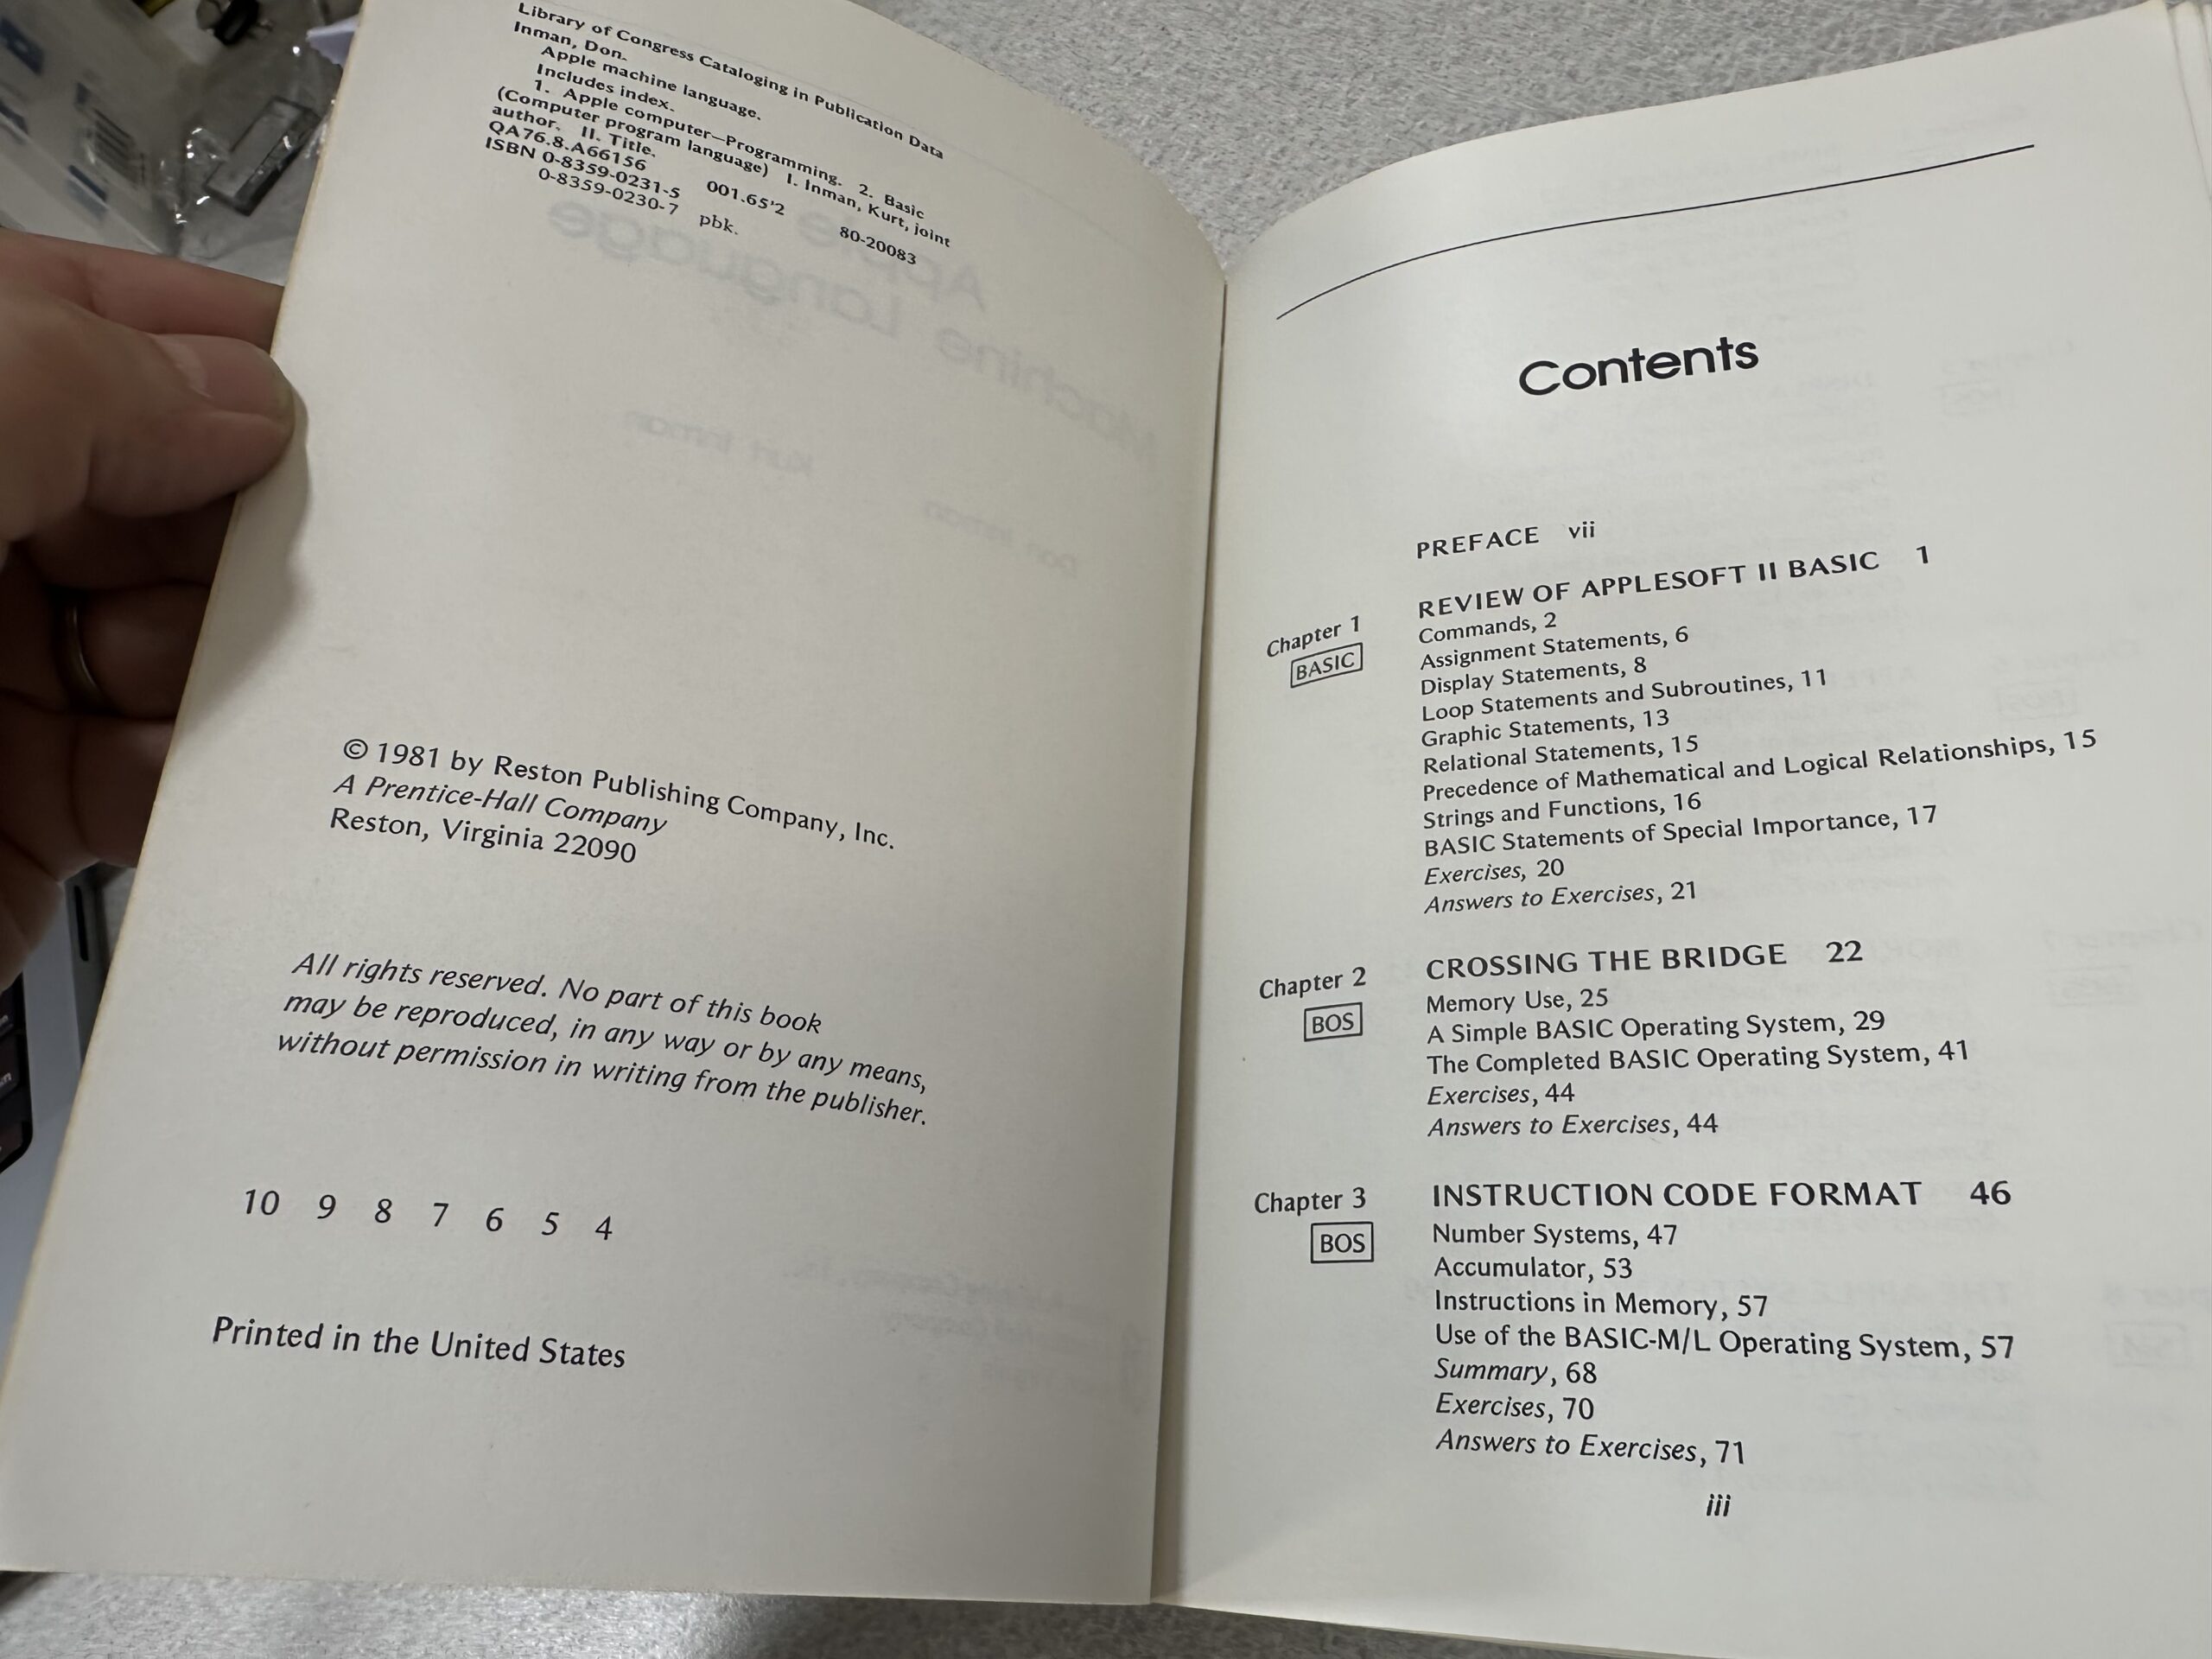 Library of Congress Cataloging in Publication Data
Inman, Don.
Apple machine language.
Includes index.
1. Apple computer—Programming. 2. Basic
(Computer program language) I. Inman, Kurt, joint
author. II. Title.
QA76.8.A66156 001.65'2 80-20083
ISBN 0-8359-0231-5
0-8359-0230-7 pbk.
© 1981 by Reston Publishing Company, Inc.
A Prentice-Hall Company
Reston, Virginia 22090
All rights reserved. No part of this book
may be reproduced, in any way or by any means,
without permission in writing from the publisher.
10 9 8 7 6 5 4
Printed in the United States
Contents
PREFACE vii
Chapter 1 REVIEW OF APPLESOFT II BASIC 1
BASIC
Commands, 2
Assignment Statements, 6
Display Statements, 8
Loop Statements and Subroutines, 11
Graphic Statements, 13
Relational Statements, 15
Precedence of Mathematical and Logical Relationships, 15
Strings and Functions, 16
BASIC Statements of Special Importance, 17
Exercises, 20
Answers to Exercises, 21
Chapter 2 CROSSING THE BRIDGE 22
BOS
Memory Use, 25
A Simple BASIC Operating System, 29
The Completed BASIC Operating System, 41
Exercises, 44
Answers to Exercises, 44
Chapter 3 INSTRUCTION CODE FORMAT 46
BOS
Number Systems, 47
Accumulator, 53
Instructions in Memory, 57
Use of the BASIC-M/L Operating System, 57
Summary, 68
Exercises, 70
Answers to Exercises, 71
iii